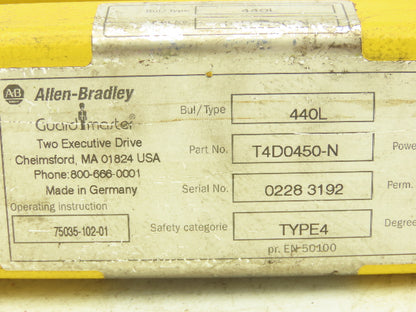 Bul/Type 440L
A-B Allen-Bradley
Guardmaster
Two Executive Drive
Chelmsford, MA 01824 USA
Phone:800-666-0001
Made in Germany
Operating instruction
75035-102-01
Bul/Type 440L
Part No. T4D0450-N
Serial No. 0228 3192
Safety categorie TYPE4
pr. EN 50100
Powe
Perm.
Degree